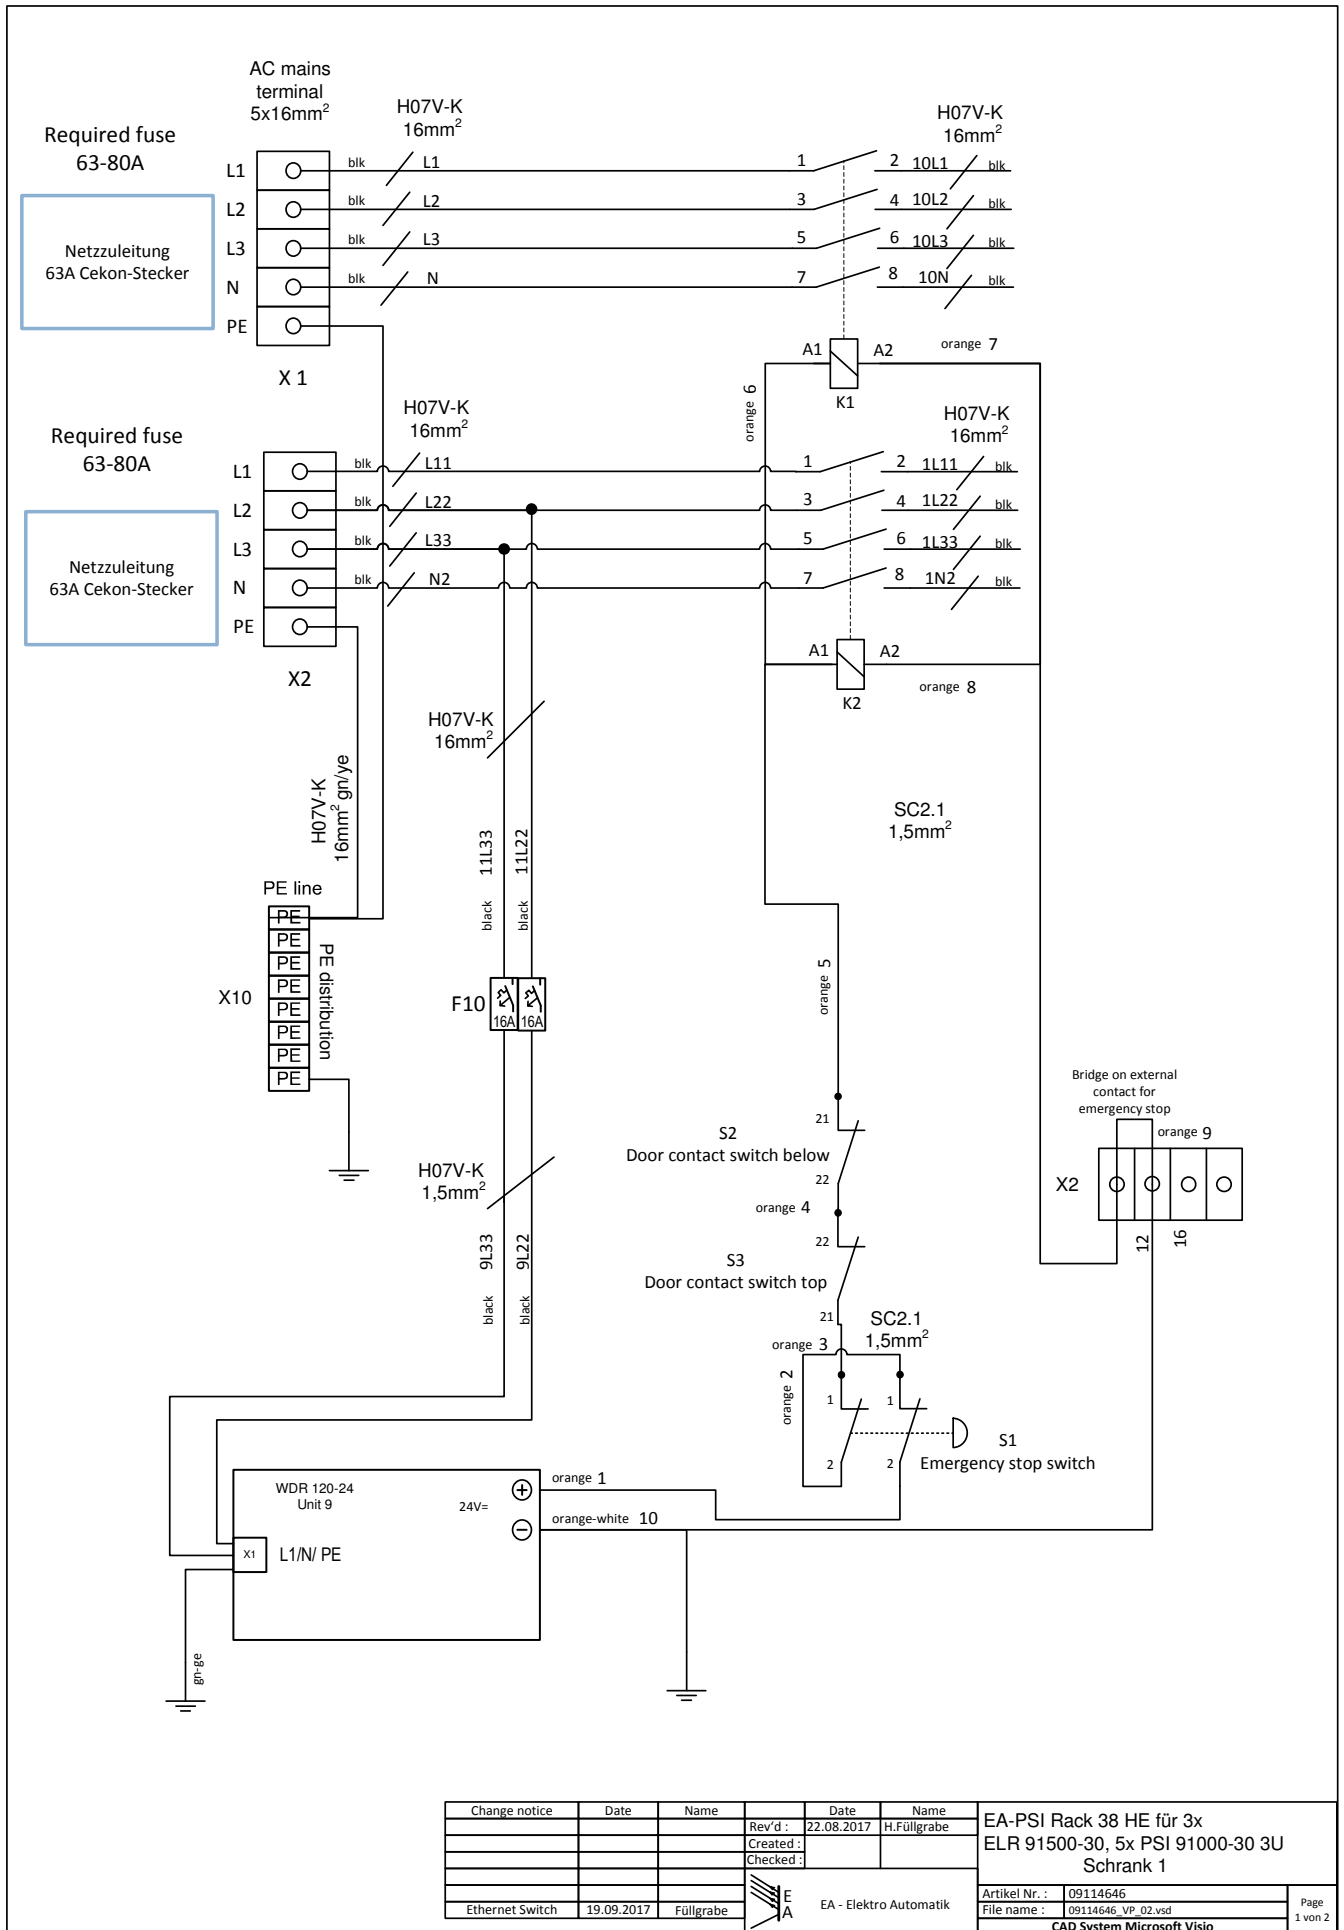 AC mains
terminal
5x16mm²
Required fuse
63-80A
Netzzuleitung
63A Cekon-Stecker
H07V-K
16mm²
H07V-K
16mm²
L1 blk L1 1 2 10L1 blk
L2 blk L2 3 4 10L2 blk
L3 blk L3 5 6 10L3 blk
N blk N 7 8 10N blk
PE
X 1
A1 A2
K1
orange 7
orange 6
Required fuse
63-80A
Netzzuleitung
63A Cekon-Stecker
H07V-K
16mm²
H07V-K
16mm²
L1 blk L11 1 2 1L11 blk
L2 blk L22 3 4 1L22 blk
L3 blk L33 5 6 1L33 blk
N blk N2 7 8 1N2 blk
PE
X2
A1 A2
K2
orange 8
H07V-K
16mm²
H07V-K
16mm² gn/ye
SC2.1
1,5mm²
black 11L33
black 11L22
PE line
PE
PE
PE
PE
PE
PE
PE
PE
PE distribution
X10
F10
16A
16A
orange 5
Bridge on external
contact for
emergency stop
orange 9
X2
12
16
21
S2
Door contact switch below
22
orange 4
22
S3
Door contact switch top
21
H07V-K
1,5mm²
black 9L33
black 9L22
SC2.1
1,5mm²
orange 3
orange 2
1
1
2
2
S1
Emergency stop switch
WDR 120-24
Unit 9
24V=
orange 1
orange-white 10
X1
L1/N/ PE
gn-ge
Change notice Date Name Date Name
Rev'd : 22.08.2017 H.Füllgrabe
Created :
Checked :
Ethernet Switch 19.09.2017 Füllgrabe
E
A
EA - Elektro Automatik
EA-PSI Rack 38 HE für 3x
ELR 91500-30, 5x PSI 91000-30 3U
Schrank 1
Artikel Nr. : 09114646
File name : 09114646_VP_02.vsd
CAD System Microsoft Visio
Page
1 von 2